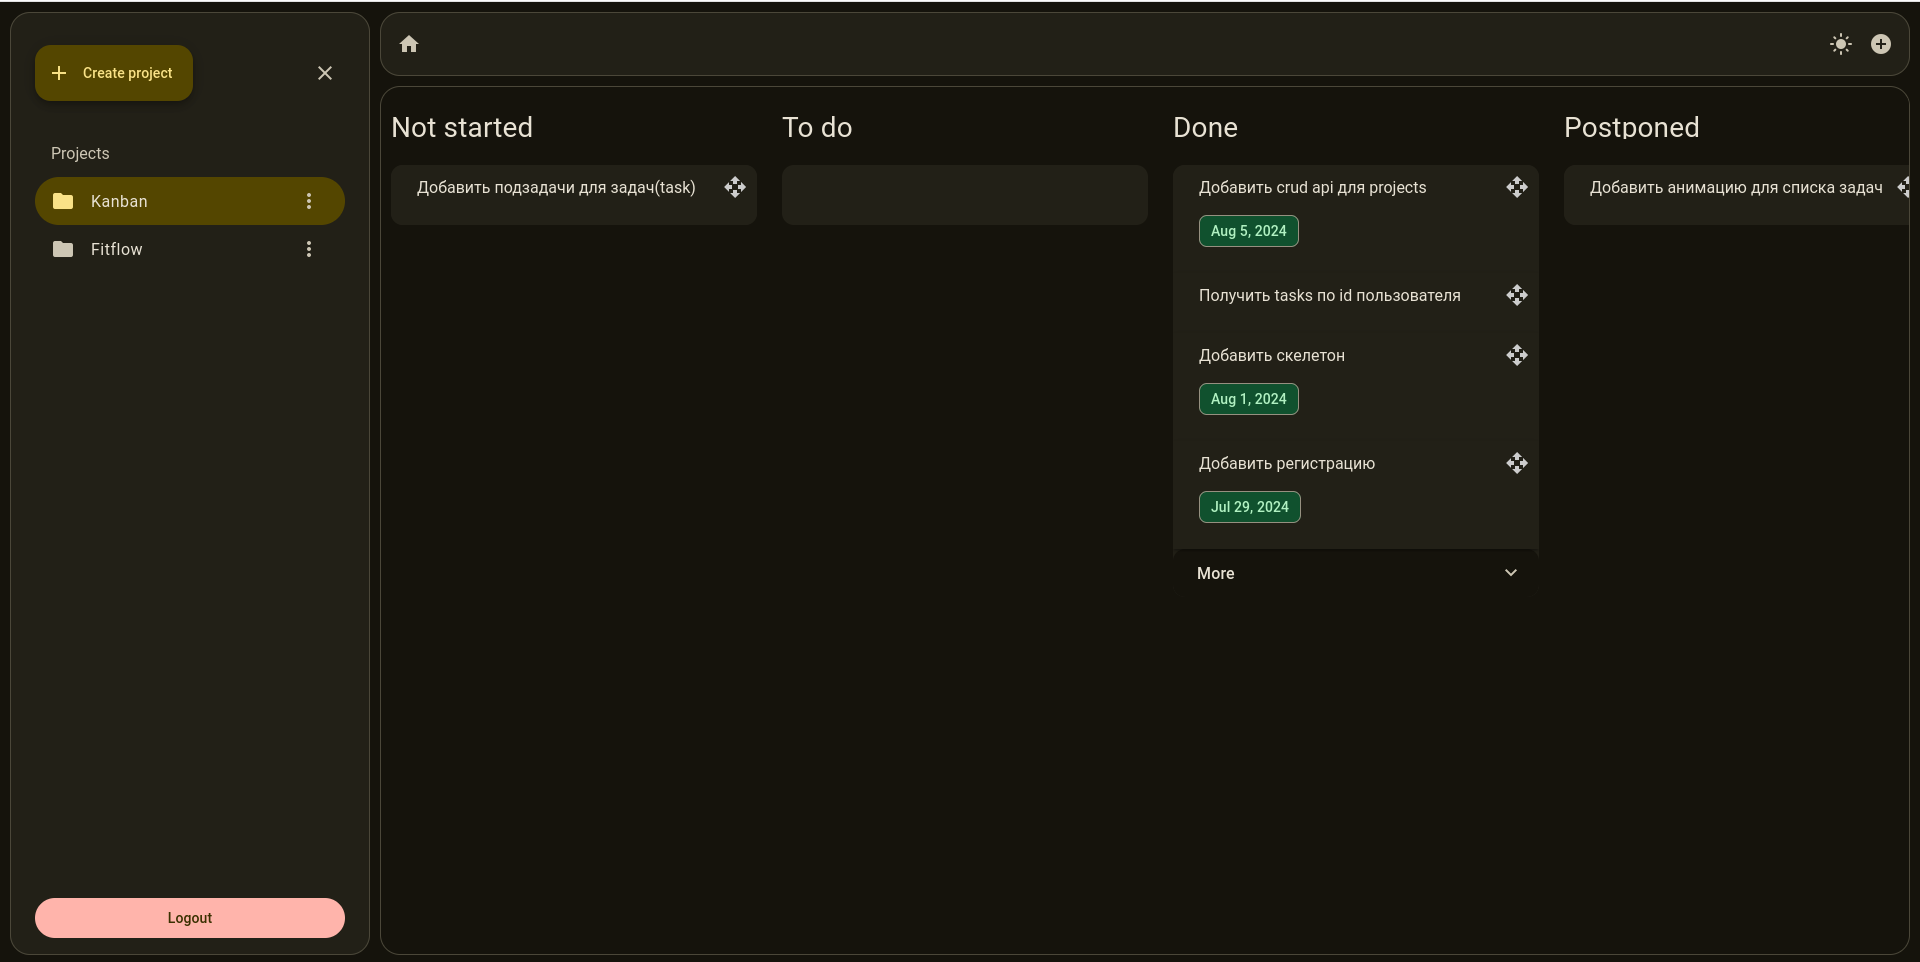 Create project
Projects
Kanban
Fitflow
Logout
Not started
Добавить подзадачи для задач(task)
To do
Done
Добавить crud api для projects
Aug 5, 2024
Получить tasks по id пользователя
Добавить скелетон
Aug 1, 2024
Добавить регистрацию
Jul 29, 2024
More
Postponed
Добавить анимацию для списка задач